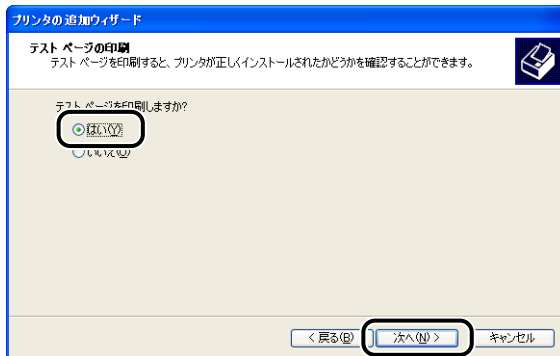 プリンタの追加ウィザード
テスト ページの印刷
テスト ページを印刷すると、プリンタが正しくインストールされたかどうかを確認することができます。
テスト ページを印刷しますか?
はい(Y)
いいえ(O)
< 戻る(B) 次へ(N) > キャンセル